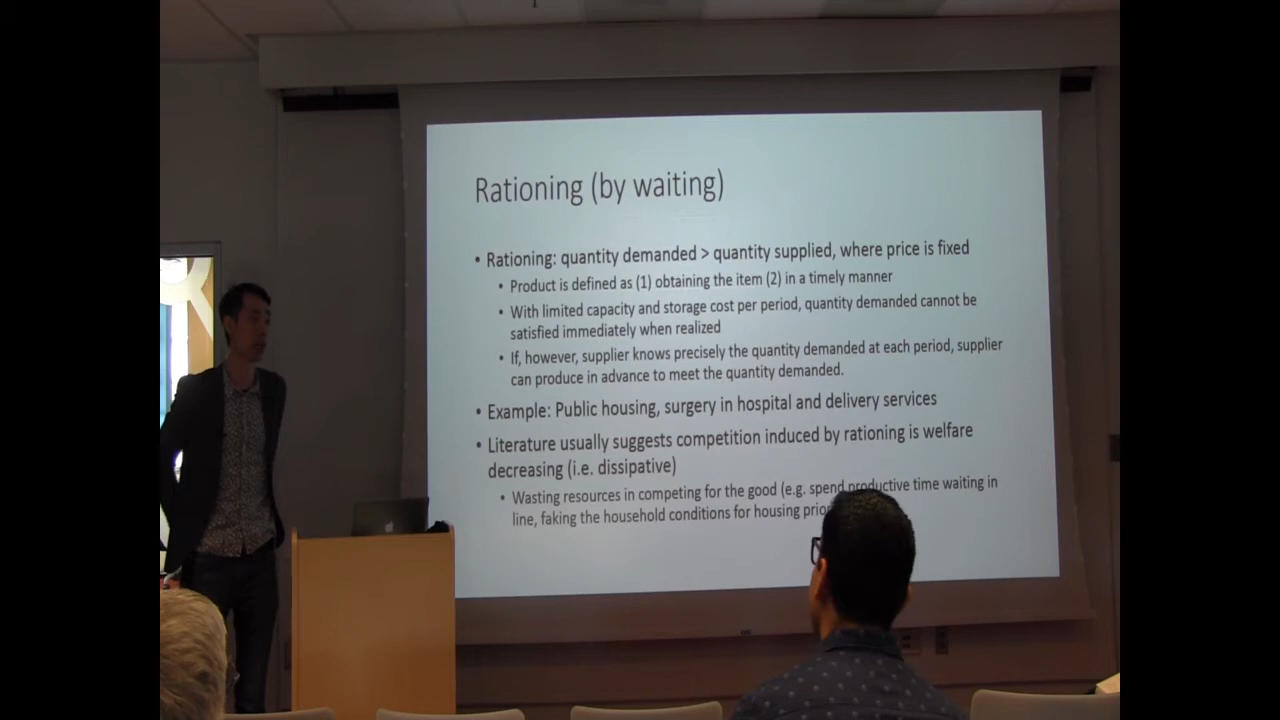 Rationing (by waiting)
• Rationing: quantity demanded > quantity supplied, where price is fixed
• Product is defined as (1) obtaining the item (2) in a timely manner
• With limited capacity and storage cost per period, quantity demanded cannot be
satisfied immediately when realized
• If, however, supplier knows precisely the quantity demanded at each period, supplier
can produce in advance to meet the quantity demanded.
• Example: Public housing, surgery in hospital and delivery services
• Literature usually suggests competition induced by rationing is welfare
decreasing (i.e. dissipative)
• Wasting resources in competing for the good (e.g. spend productive time waiting in
line, faking the household conditions for housing